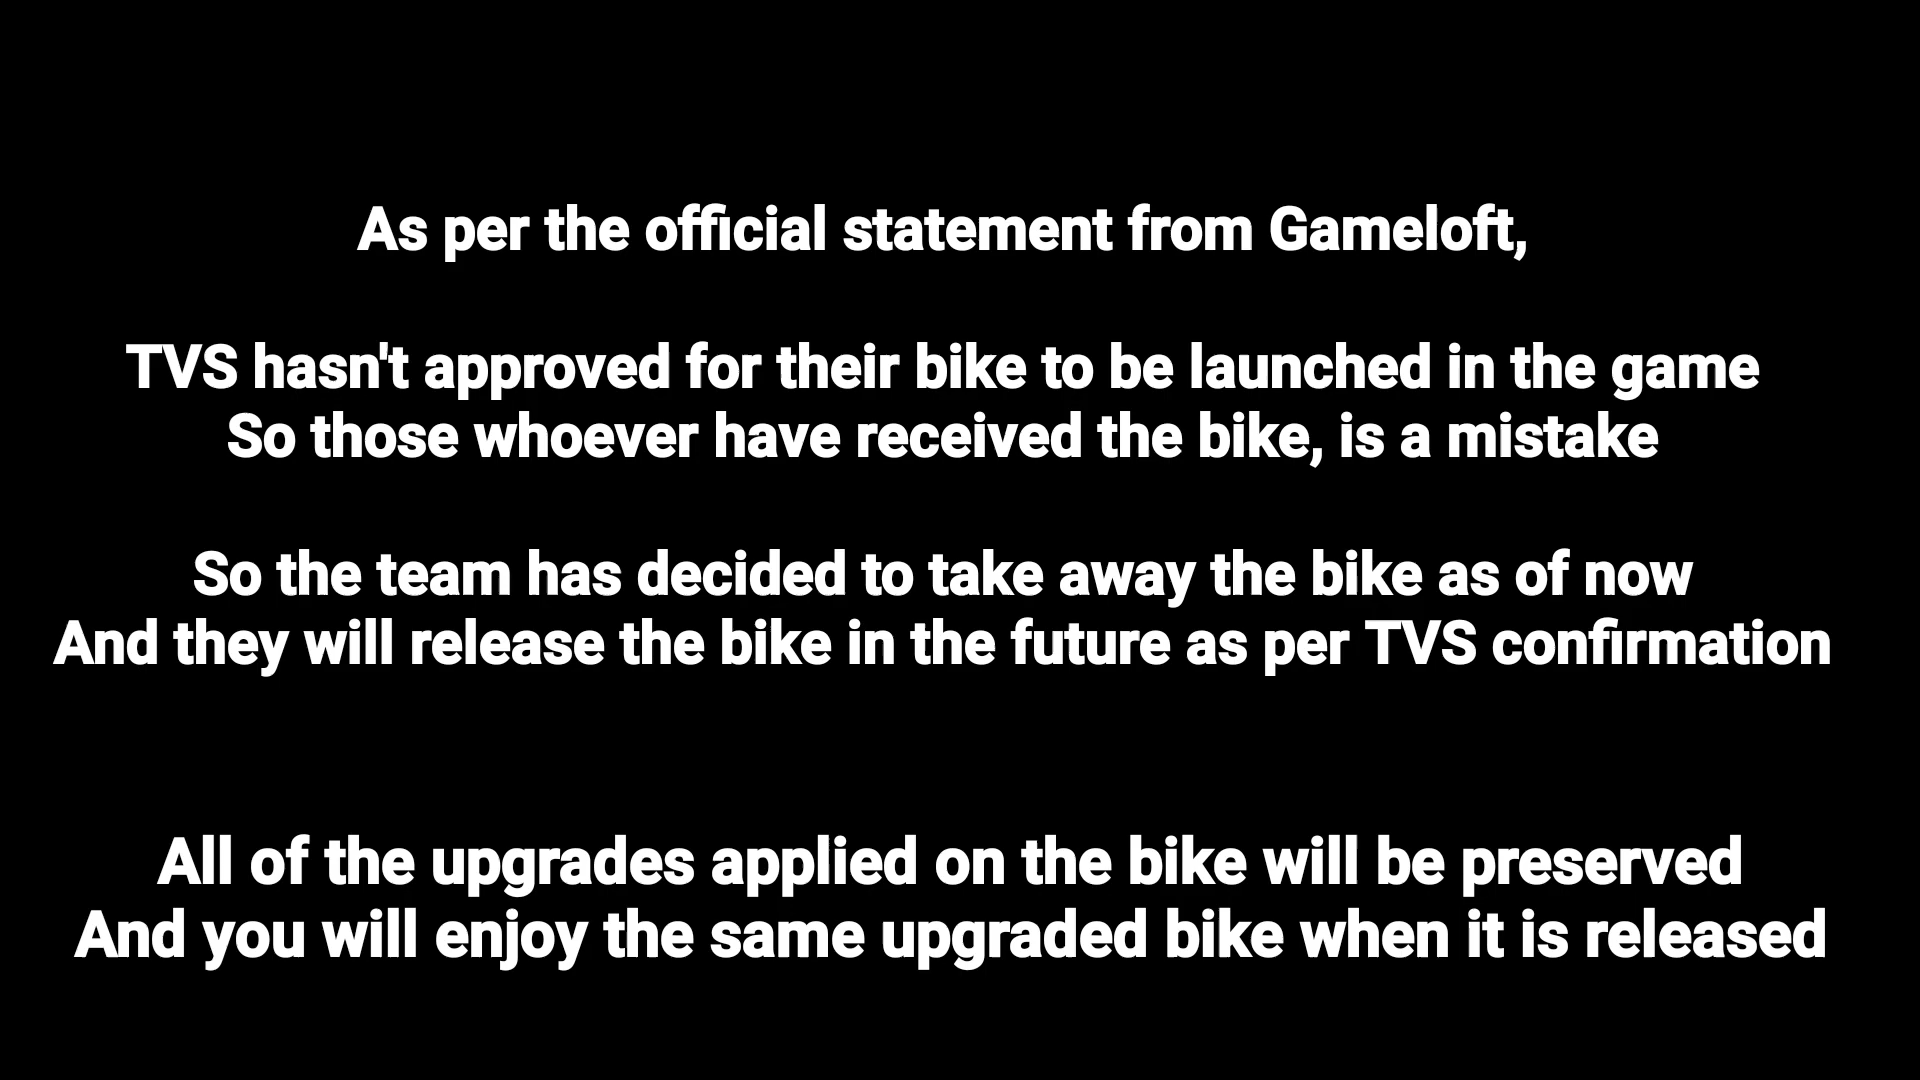 As per the official statement from Gameloft,
TVS hasn't approved for their bike to be launched in the game
So those whoever have received the bike, is a mistake
So the team has decided to take away the bike as of now
And they will release the bike in the future as per TVS confirmation
All of the upgrades applied on the bike will be preserved
And you will enjoy the same upgraded bike when it is released